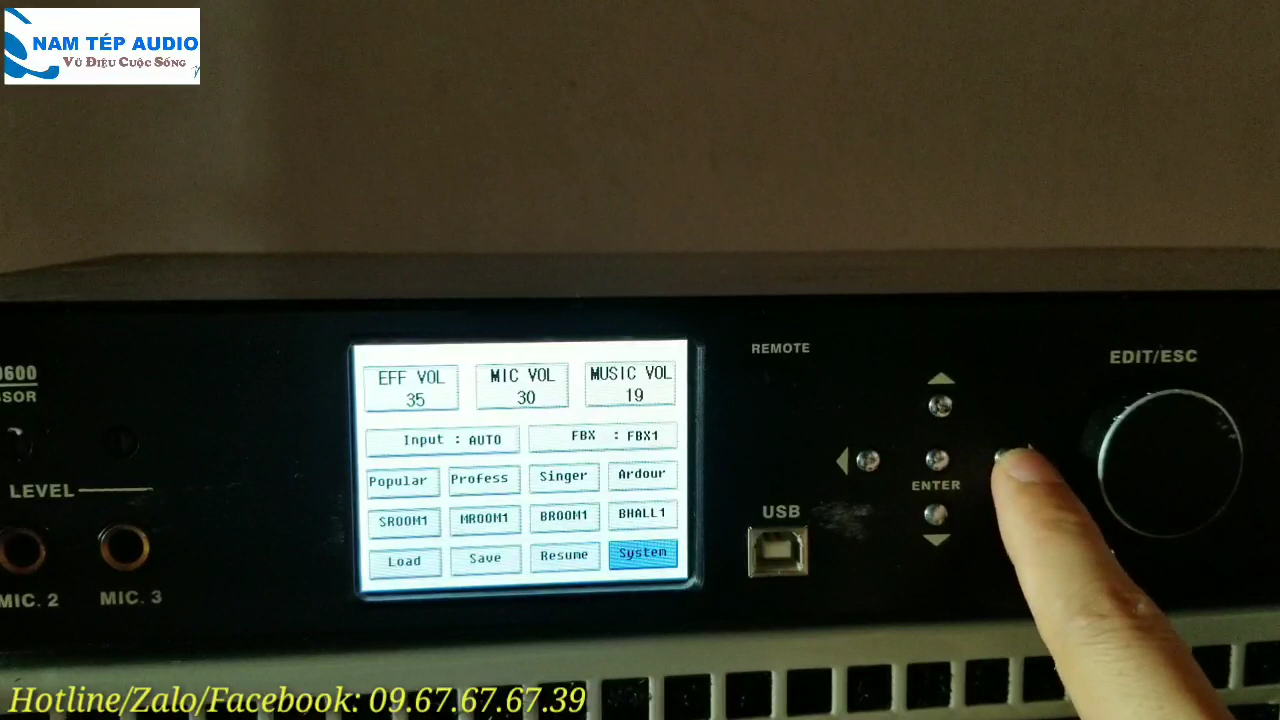 NAM TÉP AUDIO
Vũ Điệu Cuộc Sống
0600
SSOR
LEVEL
MIC. 2
MIC. 3
EFF VOL
35
MIC VOL
30
MUSIC VOL
19
Input : AUTO
FBX : FBX1
Popular
Profess
Singer
Ardour
SROOM1
MROOM1
BROOM1
BHALL1
Load
Save
Resume
System
REMOTE
ENTER
USB
EDIT/ESC
Hotline/Zalo/Facebook: 09.67.67.67.39